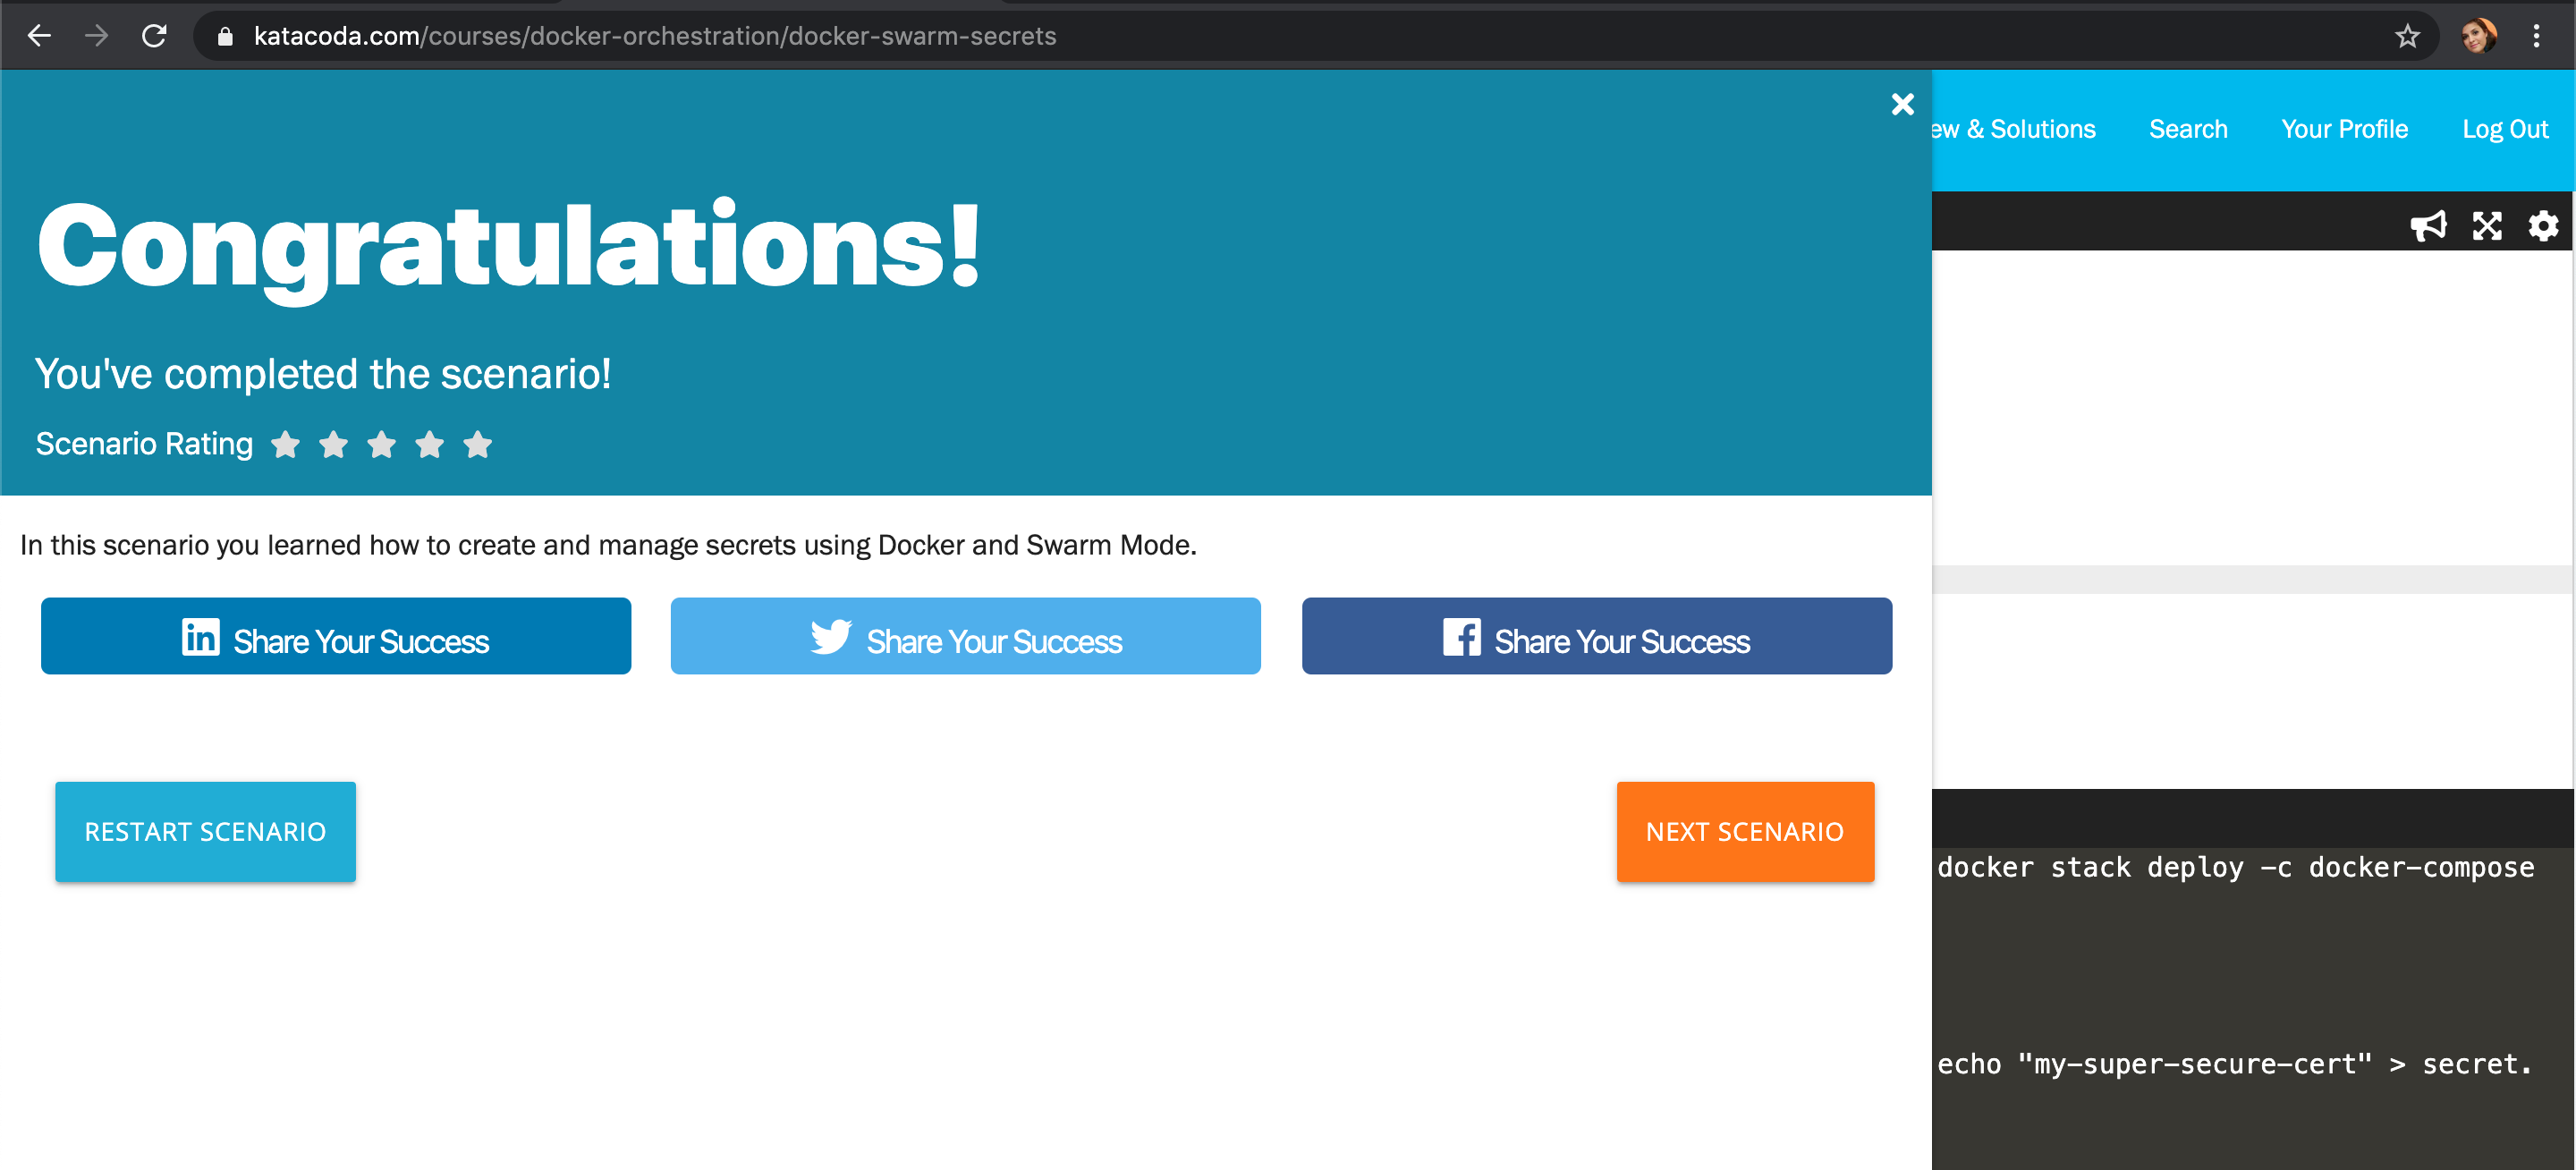 katacoda.com/courses/docker-orchestration/docker-swarm-secrets
ew & Solutions
Search
Your Profile
Log Out
Congratulations!
You've completed the scenario!
Scenario Rating
In this scenario you learned how to create and manage secrets using Docker and Swarm Mode.
in Share Your Success
Share Your Success
f Share Your Success
RESTART SCENARIO
NEXT SCENARIO
docker stack deploy -c docker-compose
echo "my-super-secure-cert" > secret.